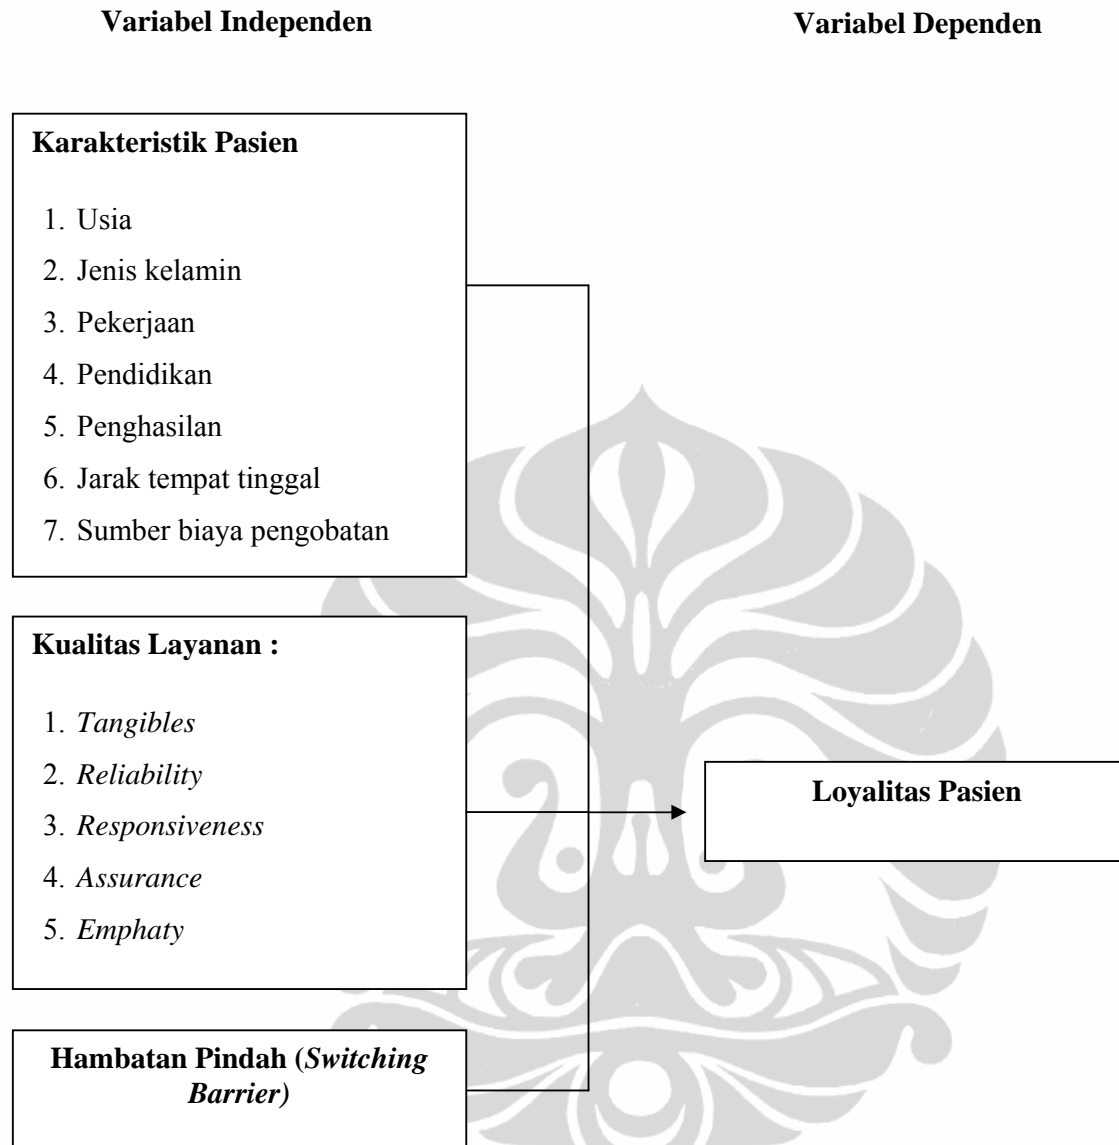 Variabel Independen
Variabel Dependen
Karakteristik Pasien
1. Usia
2. Jenis kelamin
3. Pekerjaan
4. Pendidikan
5. Penghasilan
6. Jarak tempat tinggal
7. Sumber biaya pengobatan
Kualitas Layanan :
1. Tangibles
2. Reliability
3. Responsiveness
4. Assurance
5. Emphaty
Loyalitas Pasien
Hambatan Pindah (Switching
Barrier)